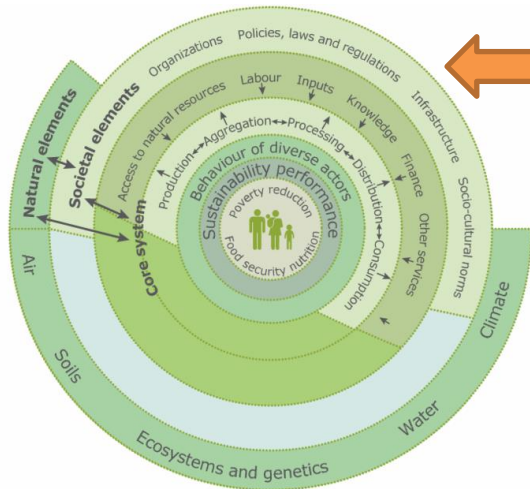 Natural elements
Societal elements
Organizations
Policies, laws and regulations
Infrastructure
Socio-cultural norms
Core system
Access to natural resources
Labour
Inputs
Knowledge
Finance
Other services
Production
Aggregation
Processing
Distribution
Consumption
Behaviour of diverse actors
Sustainability performance
Poverty reduction
Food security nutrition
Air
Soils
Ecosystems and genetics
Water
Climate